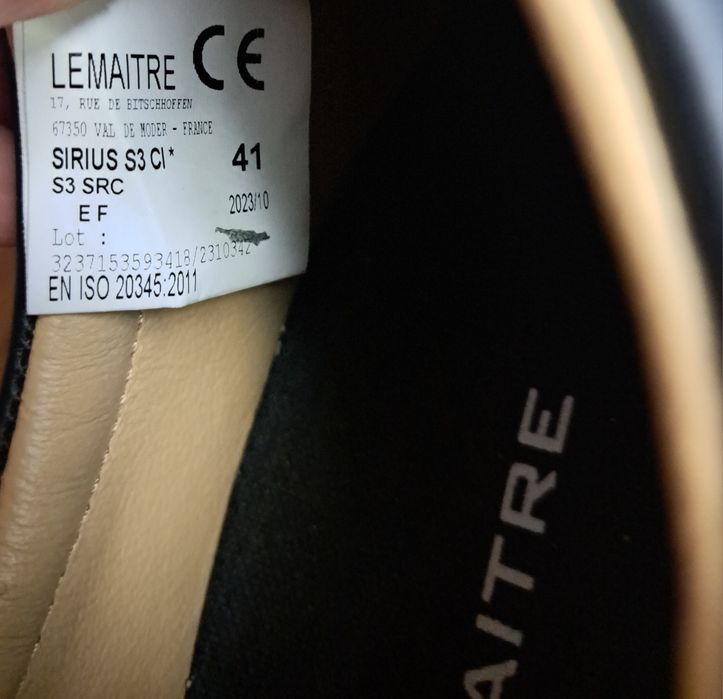 LEMAITRE CE
17, RUE DE BITSCHHOFFEN
67350 VAL DE MODER - FRANCE
SIRIUS S3 CI* 41
S3 SRC
E F 2023/10
Lot :
3237153593418/2310342
EN ISO 20345:2011
AITRE